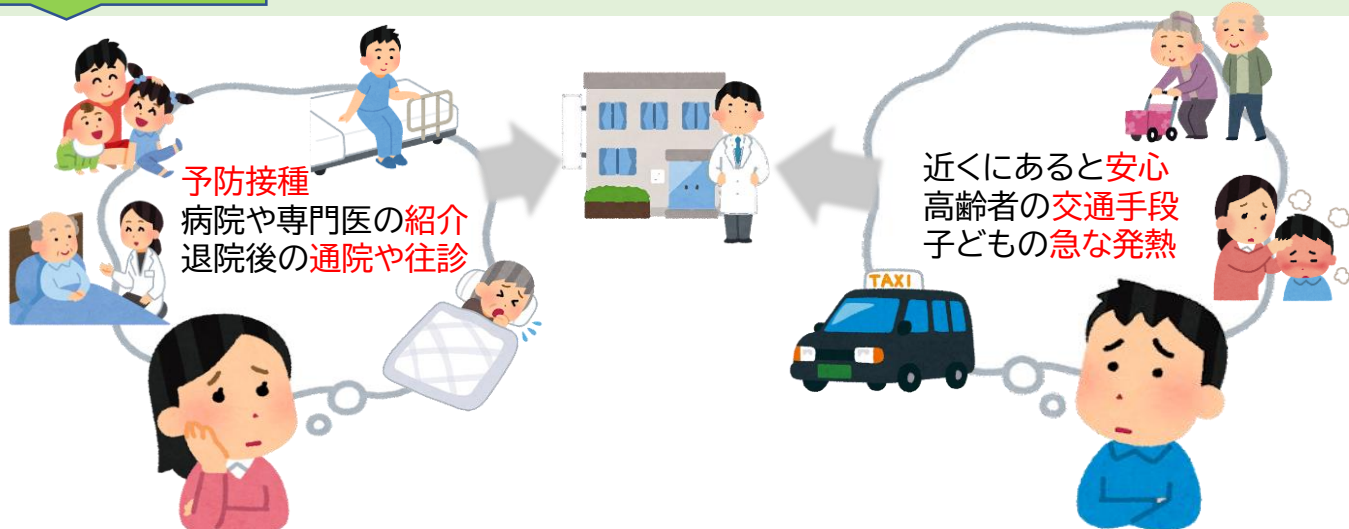 予防接種
病院や専門医の紹介
退院後の通院や往診
近くにあると安心
高齢者の交通手段
子どもの急な発熱
TAXI